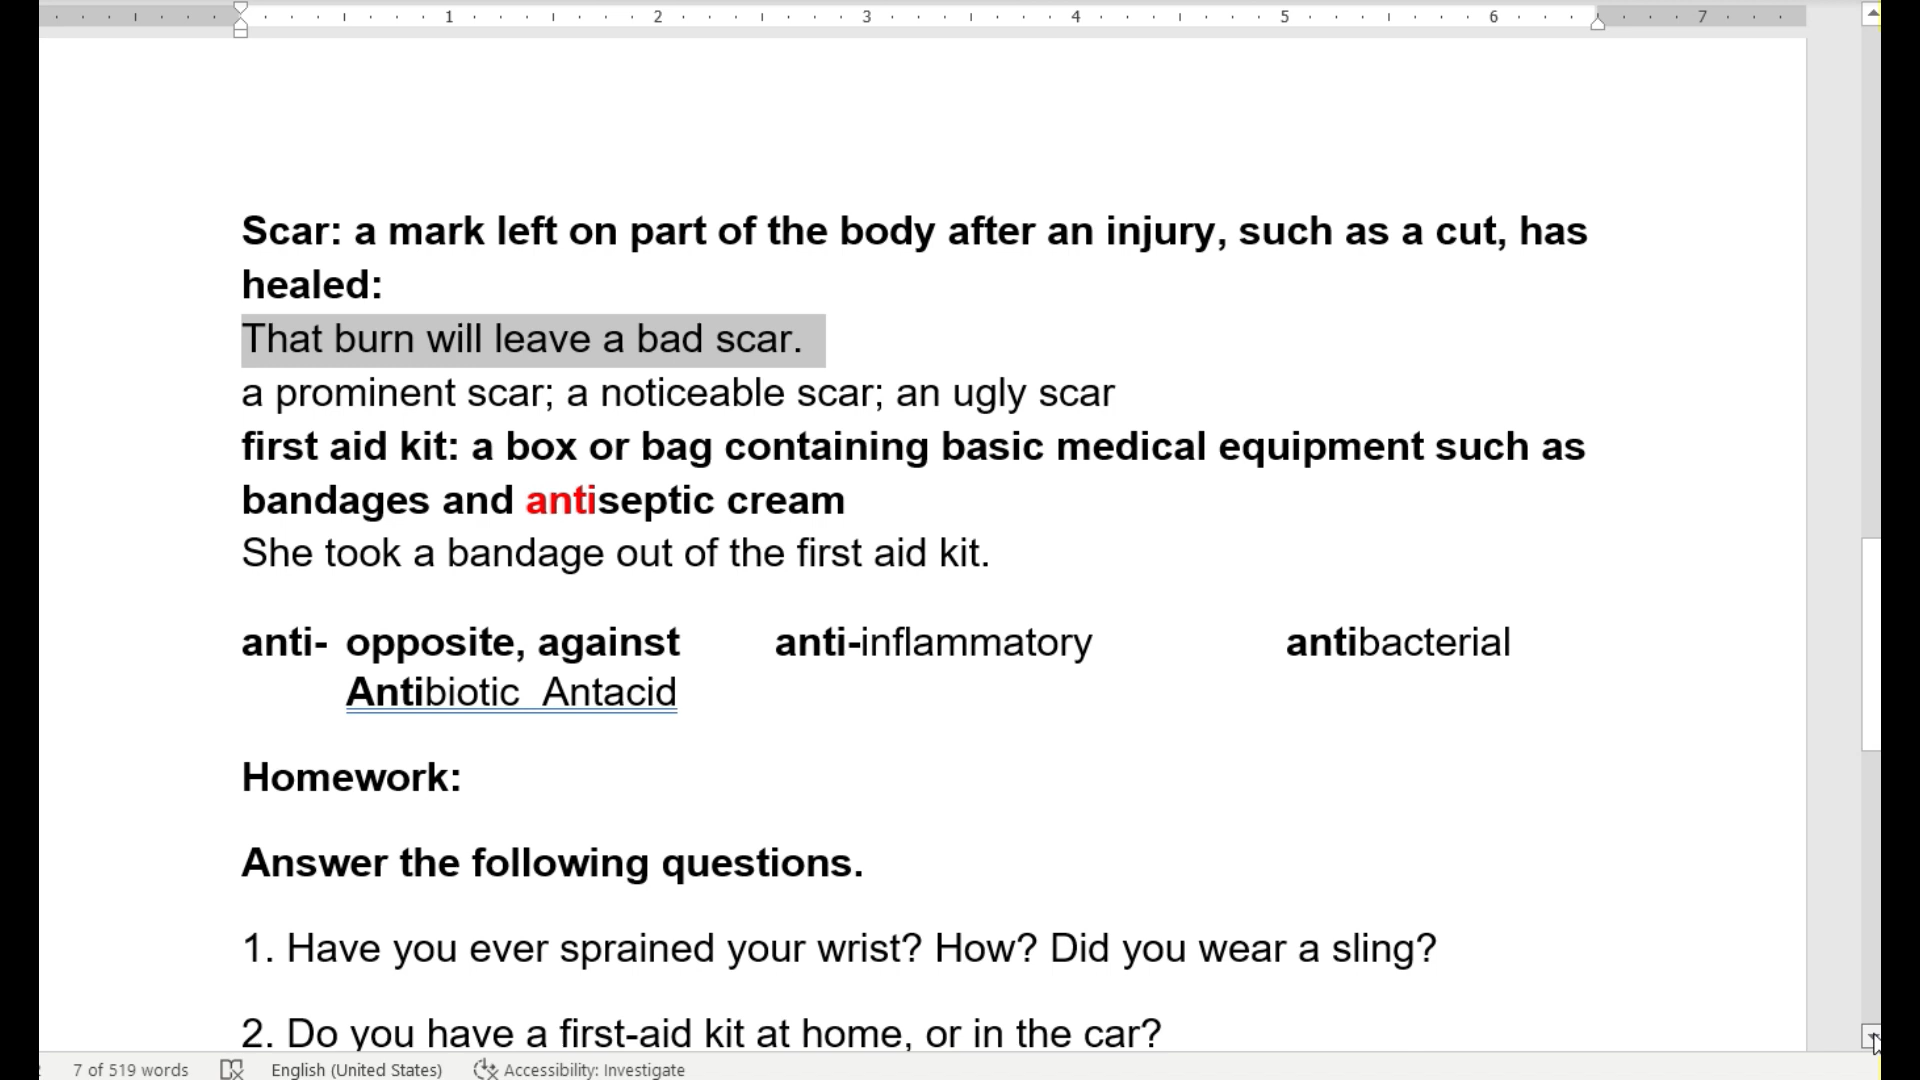 1 2 3 4 5 6 7
Scar: a mark left on part of the body after an injury, such as a cut, has
healed:
That burn will leave a bad scar.
a prominent scar; a noticeable scar; an ugly scar
first aid kit: a box or bag containing basic medical equipment such as
bandages and antiseptic cream
She took a bandage out of the first aid kit.
anti- opposite, against anti-inflammatory antibacterial
Antibiotic Antacid
Homework:
Answer the following questions.
1. Have you ever sprained your wrist? How? Did you wear a sling?
2. Do you have a first-aid kit at home, or in the car?
7 of 519 words English (United States) Accessibility: Investigate